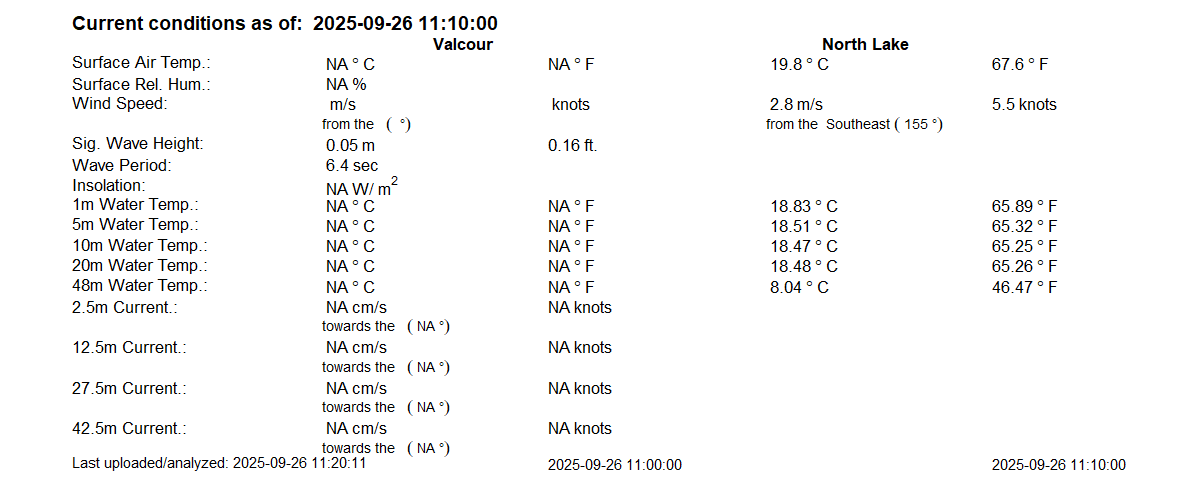 Current conditions as of: 2025-09-26 11:10:00
Valcour North Lake
Surface Air Temp.: NA ° C NA ° F 19.8 ° C 67.6 ° F
Surface Rel. Hum.: NA %
Wind Speed: m/s knots 2.8 m/s 5.5 knots
from the ( °) from the Southeast ( 155 °)
Sig. Wave Height: 0.05 m 0.16 ft.
Wave Period: 6.4 sec
Insolation: NA W/ m²
1m Water Temp.: NA ° C NA ° F 18.83 ° C 65.89 ° F
5m Water Temp.: NA ° C NA ° F 18.51 ° C 65.32 ° F
10m Water Temp.: NA ° C NA ° F 18.47 ° C 65.25 ° F
20m Water Temp.: NA ° C NA ° F 18.48 ° C 65.26 ° F
48m Water Temp.: NA ° C NA ° F 8.04 ° C 46.47 ° F
2.5m Current.: NA cm/s NA knots
towards the ( NA °)
12.5m Current.: NA cm/s NA knots
towards the ( NA °)
27.5m Current.: NA cm/s NA knots
towards the ( NA °)
42.5m Current.: NA cm/s NA knots
towards the ( NA °)
Last uploaded/analyzed: 2025-09-26 11:20:11 2025-09-26 11:00:00 2025-09-26 11:10:00